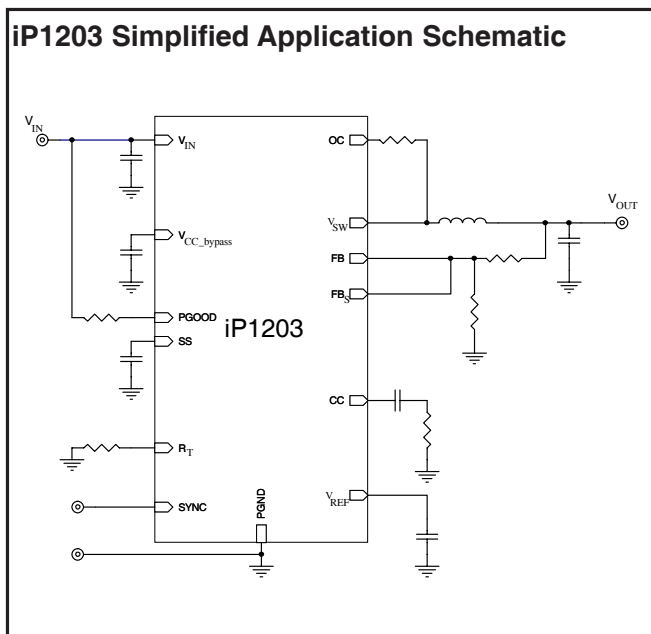 iP1203 Simplified Application Schematic
VIN
VIN
OC
VOUT
VSW
VCC_bypass
FB
FBS
PGOOD
iP1203
SS
CC
RT
VREF
SYNC
PGND